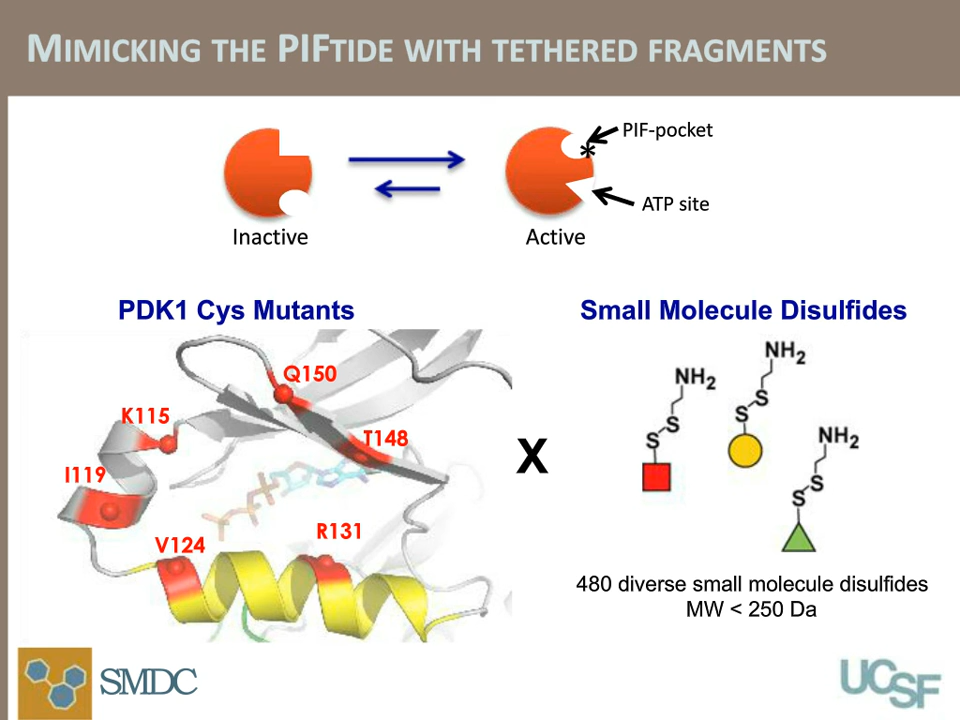 MIMICKING THE PIFTIDE WITH TETHERED FRAGMENTS
PIF-pocket
*
ATP site
Inactive
Active
PDK1 Cys Mutants
Small Molecule Disulfides
Q150
K115
T148
I119
V124
R131
X
NH2
S
S
NH2
S
S
NH2
S
S
480 diverse small molecule disulfides
MW < 250 Da
SMDC
UCSF